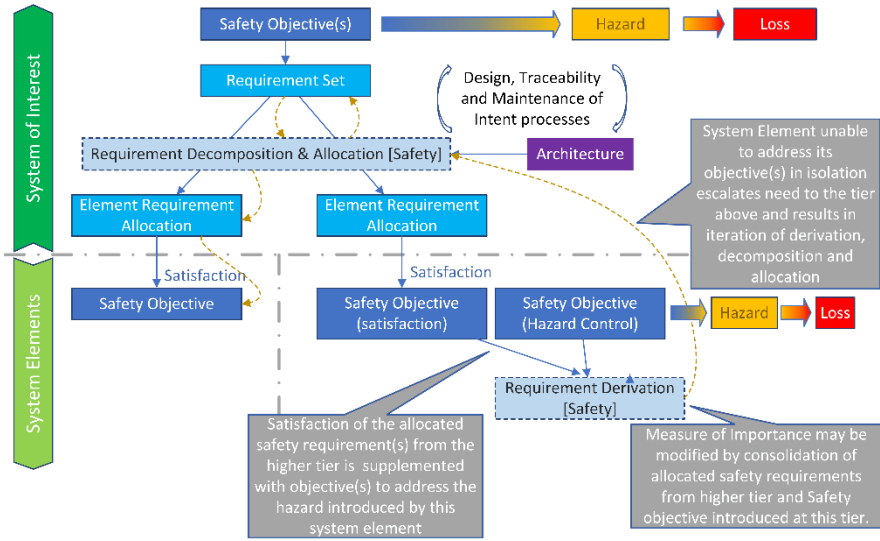 System of Interest
System Elements
Safety Objective(s)
Hazard
Loss
Requirement Set
Design, Traceability
and Maintenance of
Intent processes
Requirement Decomposition & Allocation [Safety]
Architecture
System Element unable
to address its
objective(s) in isolation
escalates need to the tier
above and results in
iteration of derivation,
decomposition and
allocation
Element Requirement
Allocation
Element Requirement
Allocation
Satisfaction
Satisfaction
Safety Objective
Safety Objective
(satisfaction)
Safety Objective
(Hazard Control)
Hazard
Loss
Requirement Derivation
[Safety]
Satisfaction of the allocated
safety requirement(s) from the
higher tier is supplemented
with objective(s) to address the
hazard introduced by this
system element
Measure of Importance may be
modified by consolidation of
allocated safety requirements
from higher tier and Safety
objective introduced at this tier.